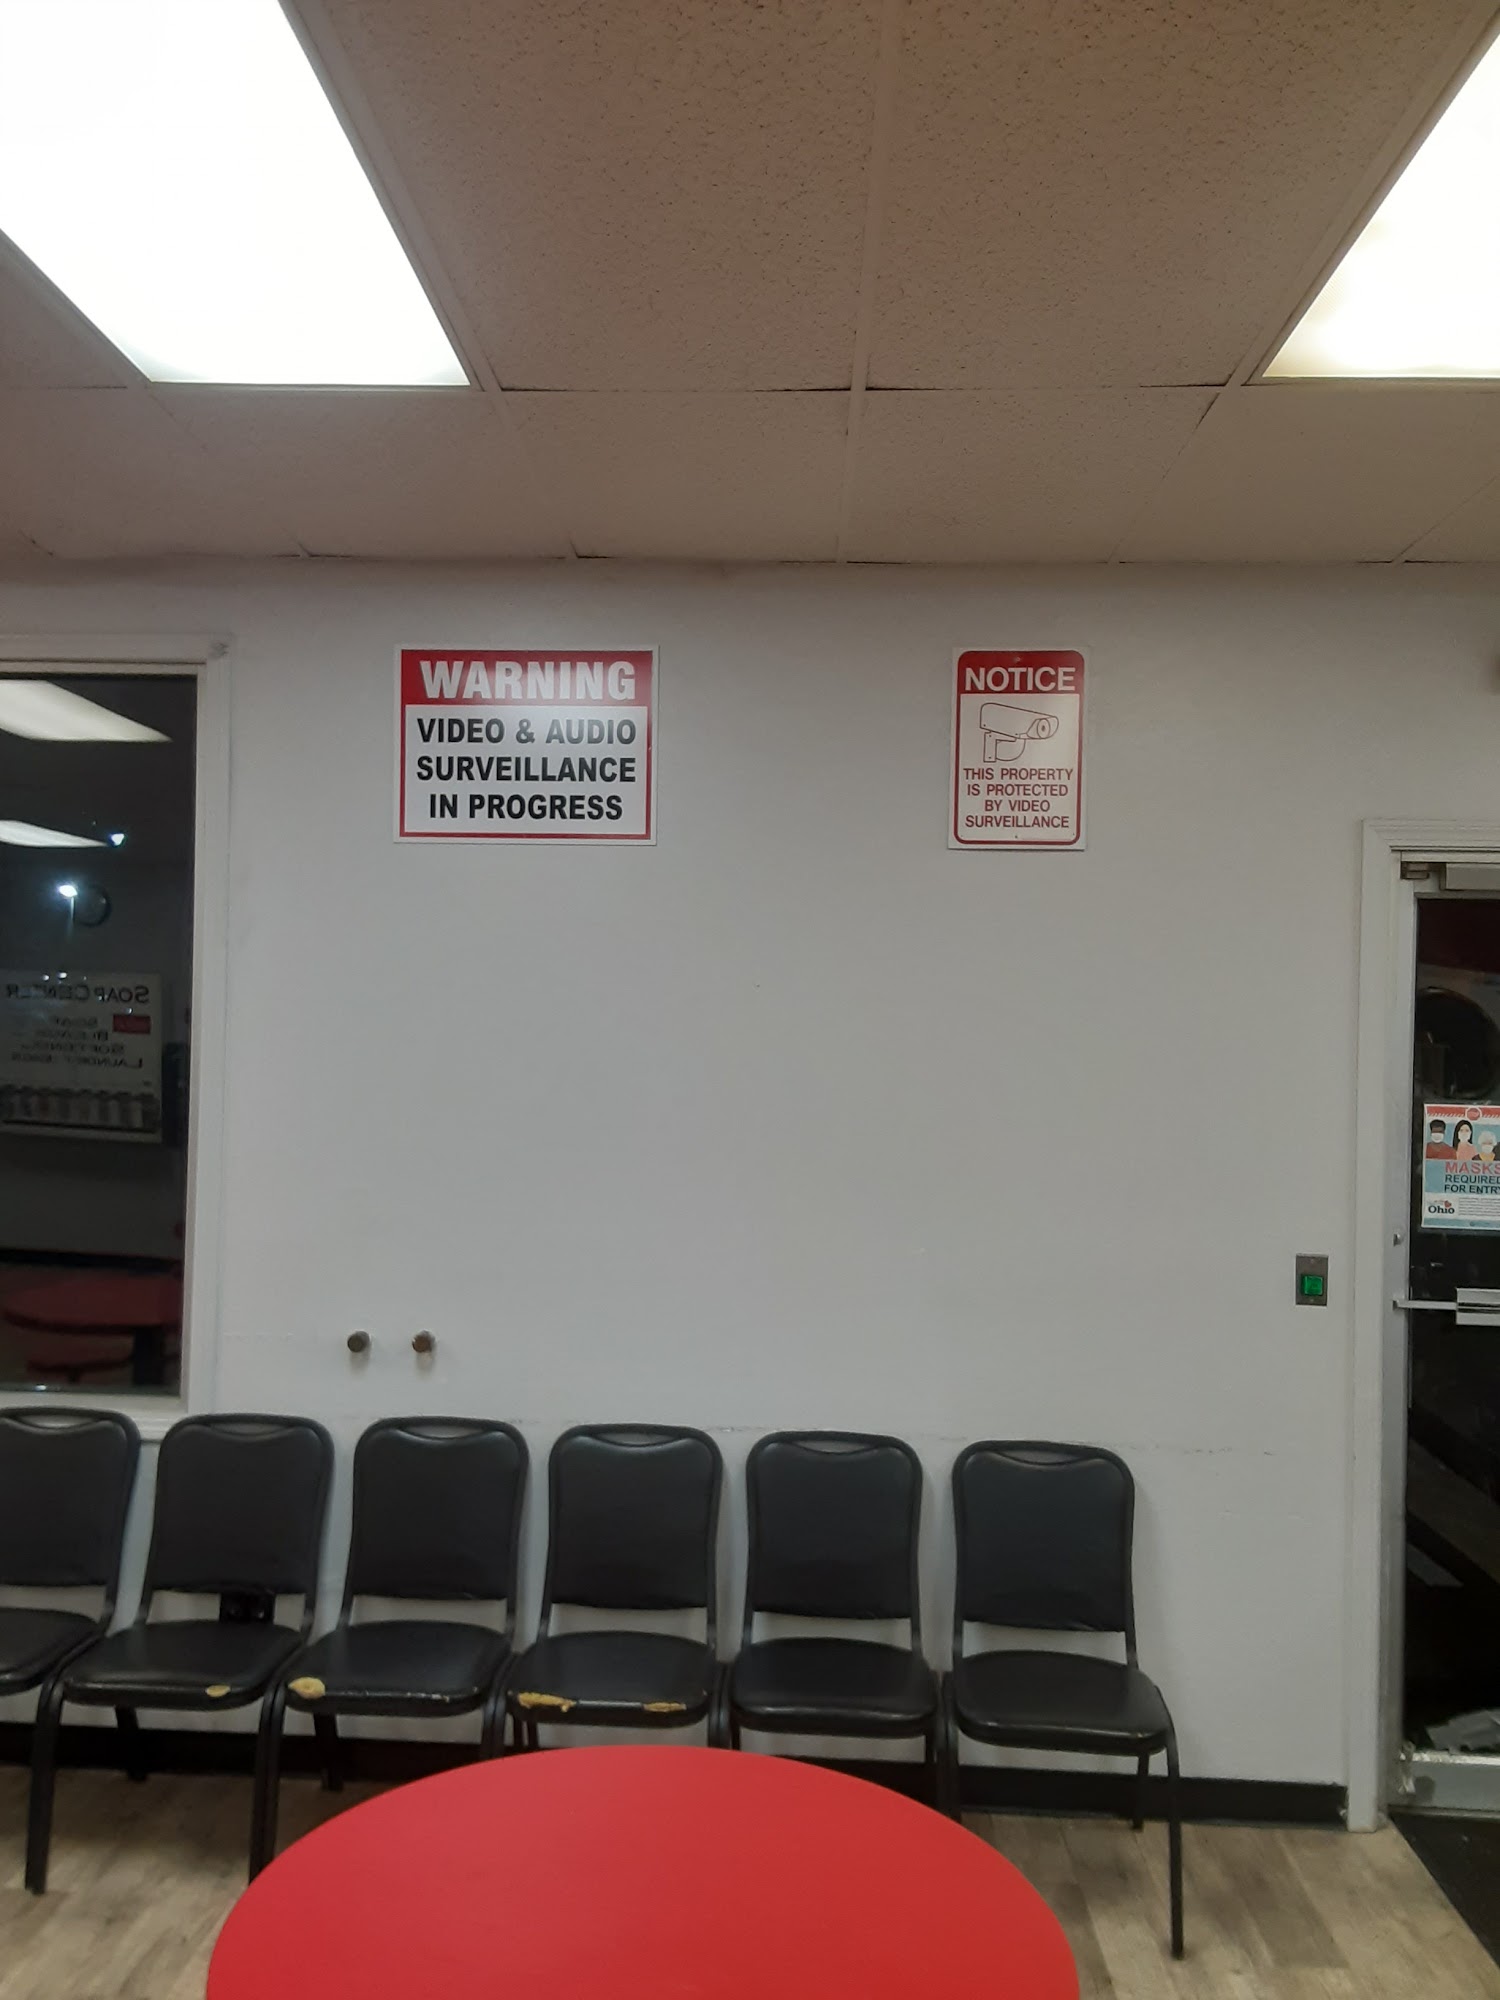 WARNING
VIDEO & AUDIO
SURVEILLANCE
IN PROGRESS
NOTICE
THIS PROPERTY
IS PROTECTED
BY VIDEO
SURVEILLANCE
SOAP CENTER
SOAP
MASKS
REQUIRED
FOR ENTRY
Ohio